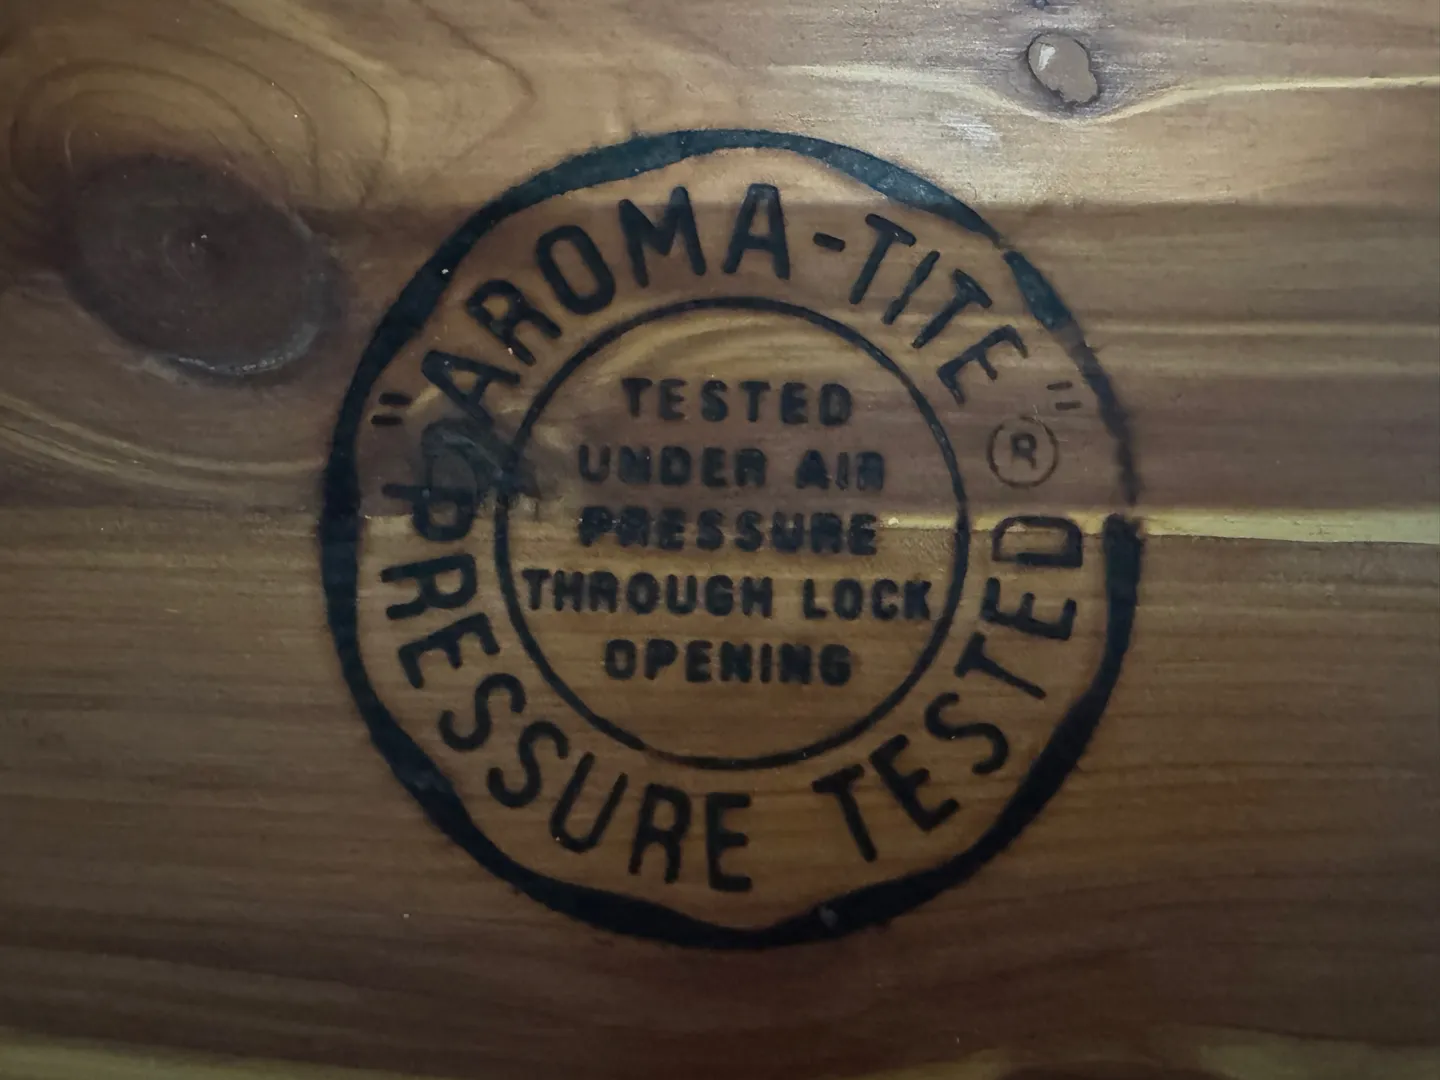 "AROMA-TITE" ®
TESTED
UNDER AIR
PRESSURE
THROUGH LOCK
OPENING
PRESSURE TESTED